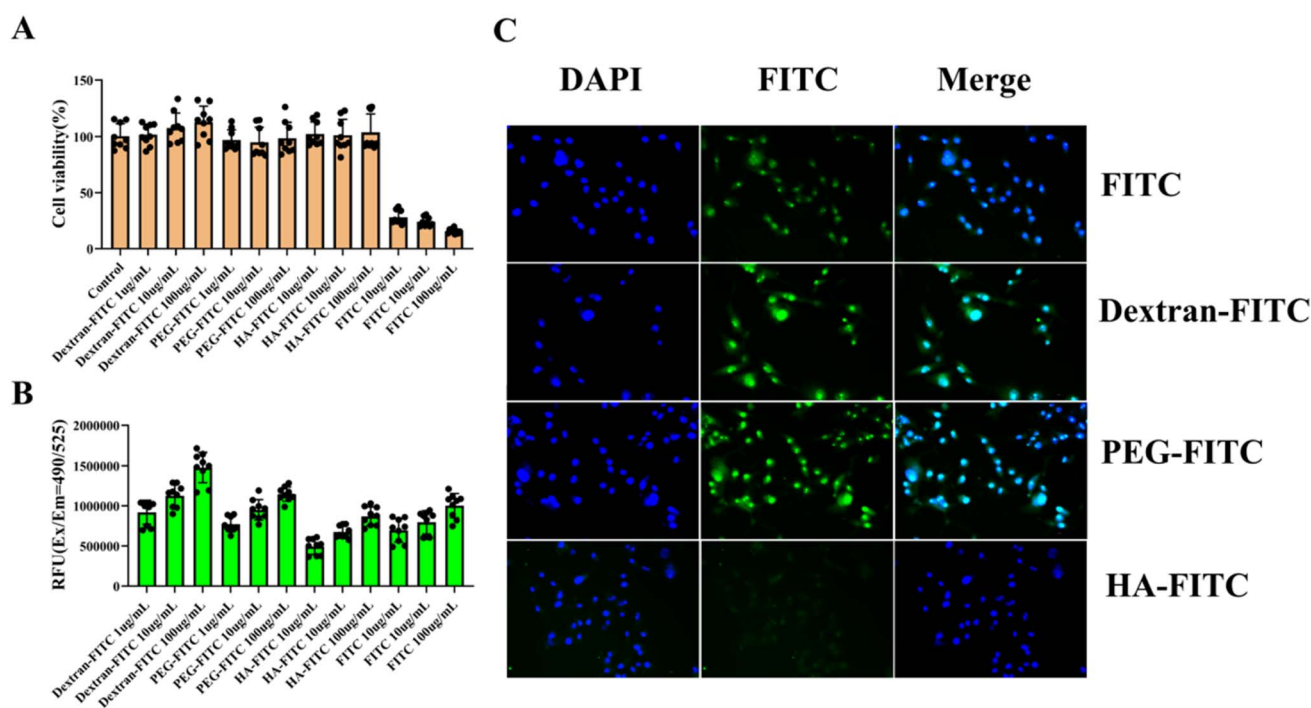 A
150
100
50
0
Cell viability(%)
Control
Dextran-FITC 1ug/mL
Dextran-FITC 10ug/mL
Dextran-FITC 100ug/mL
PEG-FITC 1ug/mL
PEG-FITC 10ug/mL
PEG-FITC 100ug/mL
HA-FITC 10ug/mL
HA-FITC 10ug/mL
HA-FITC 100ug/mL
FITC 10ug/mL
FITC 10ug/mL
FITC 100ug/mL
B
2000000
1500000
1000000
500000
0
RFU(Ex/Em=490/525)
Dextran-FITC 1ug/mL
Dextran-FITC 10ug/mL
Dextran-FITC 100ug/mL
PEG-FITC 1ug/mL
PEG-FITC 10ug/mL
PEG-FITC 100ug/mL
HA-FITC 10ug/mL
HA-FITC 10ug/mL
HA-FITC 100ug/mL
FITC 10ug/mL
FITC 10ug/mL
FITC 100ug/mL
C
DAPI FITC Merge
FITC
Dextran-FITC
PEG-FITC
HA-FITC